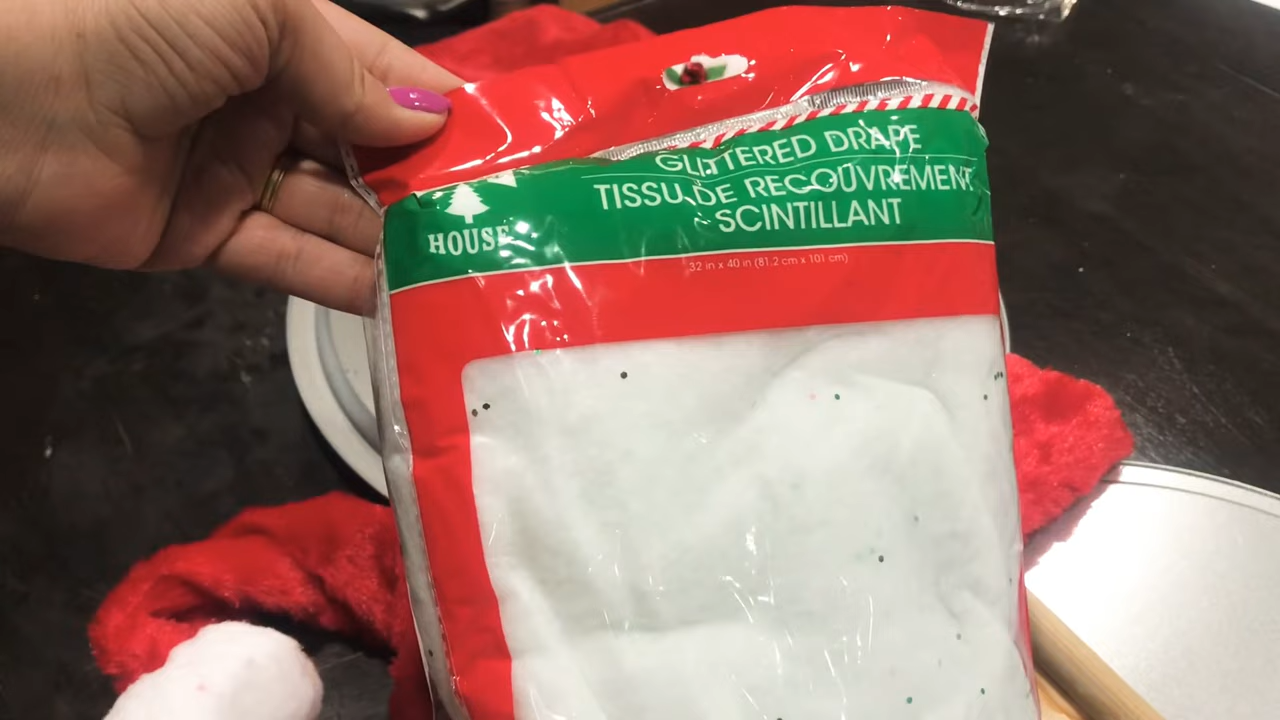 GLITTERED DRAPE
TISSU DE RECOUVREMENT
SCINTILLANT
HOUSE
32 in x 40 in (81.2 cm x 101 cm)